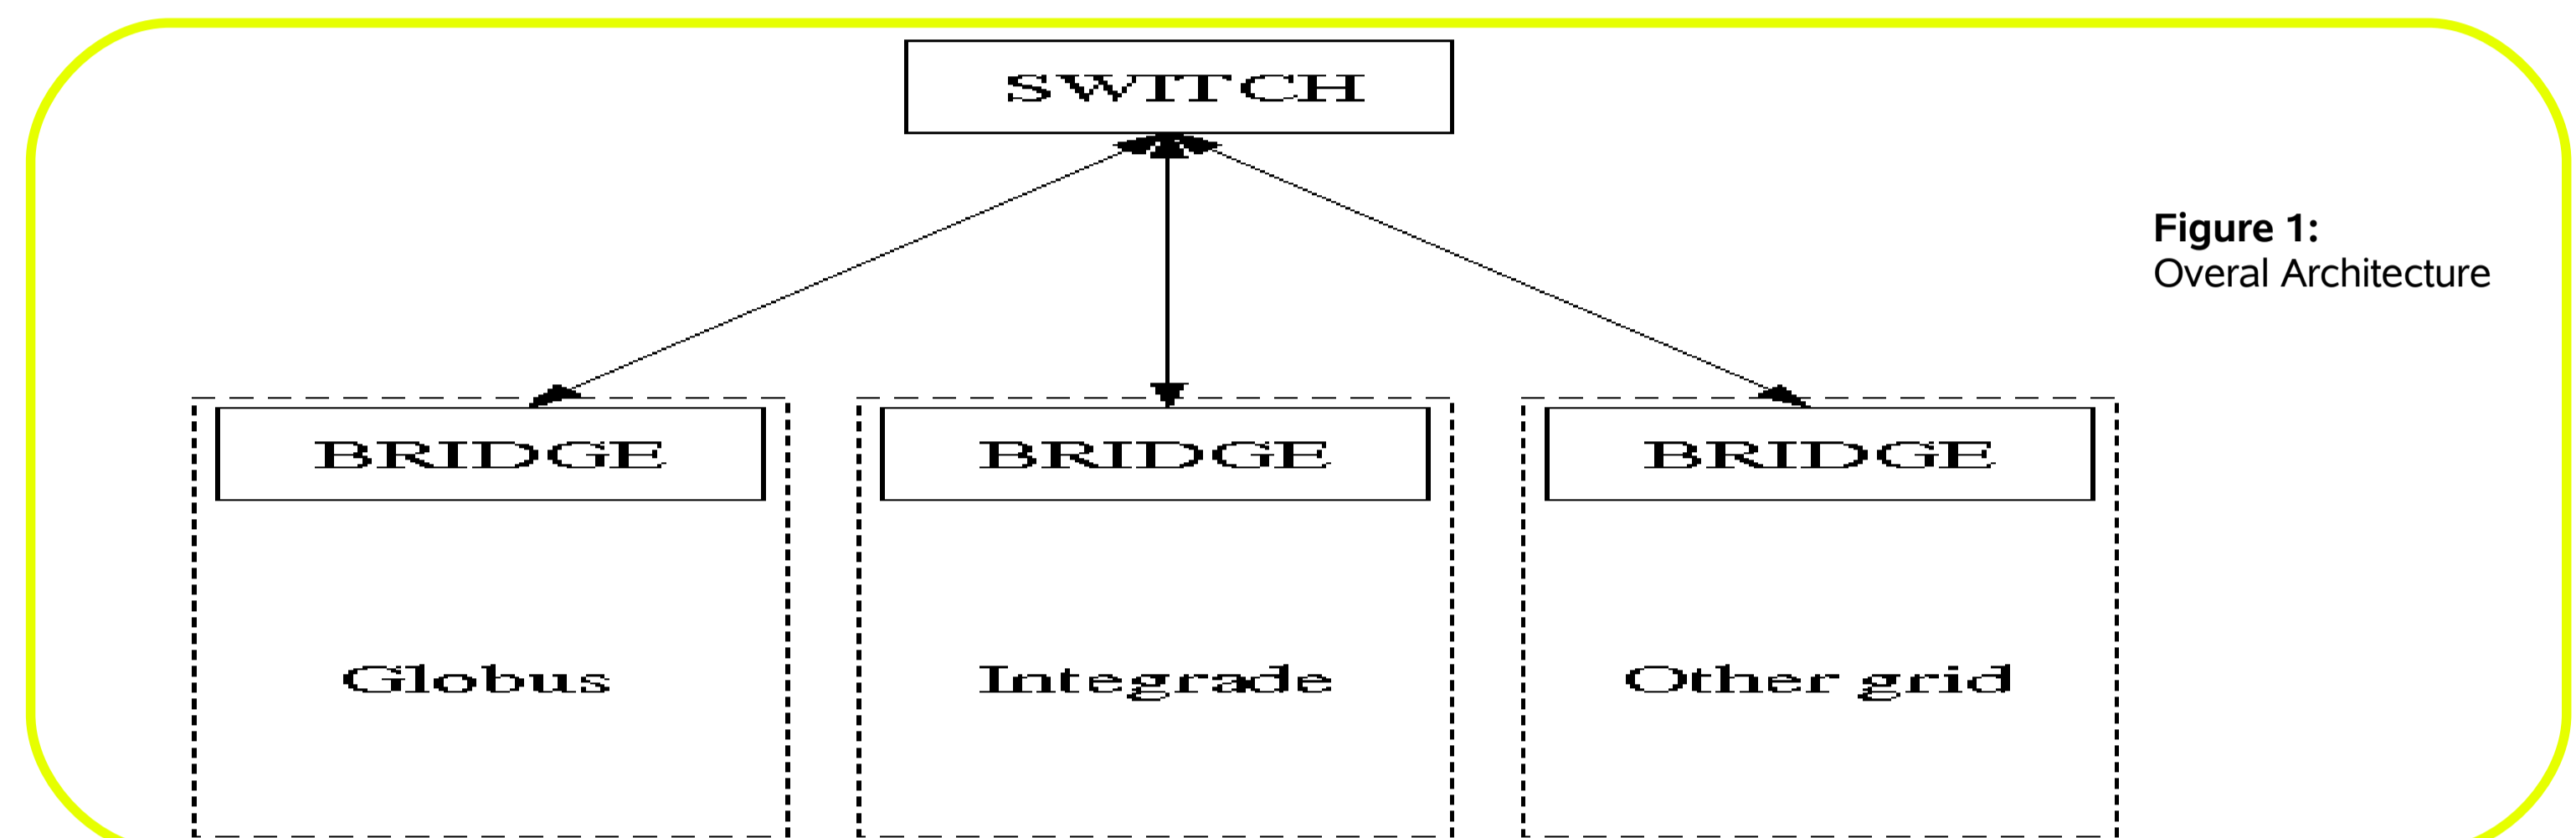 SWITCH
Figure 1:
Overal Architecture
BRIDGE
BRIDGE
BRIDGE
Globus
Integrade
Other grid